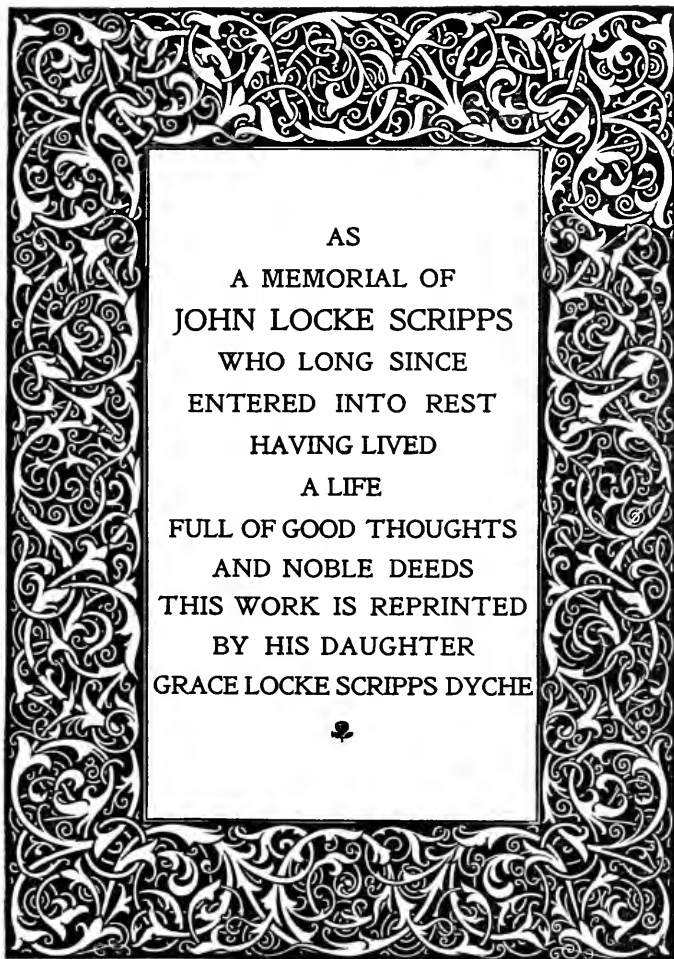 AS
A MEMORIAL OF
JOHN LOCKE SCRIPPS
WHO LONG SINCE
ENTERED INTO REST
HAVING LIVED
A LIFE
FULL OF GOOD THOUGHTS
AND NOBLE DEEDS
THIS WORK IS REPRINTED
BY HIS DAUGHTER
GRACE LOCKE SCRIPPS DYCHE